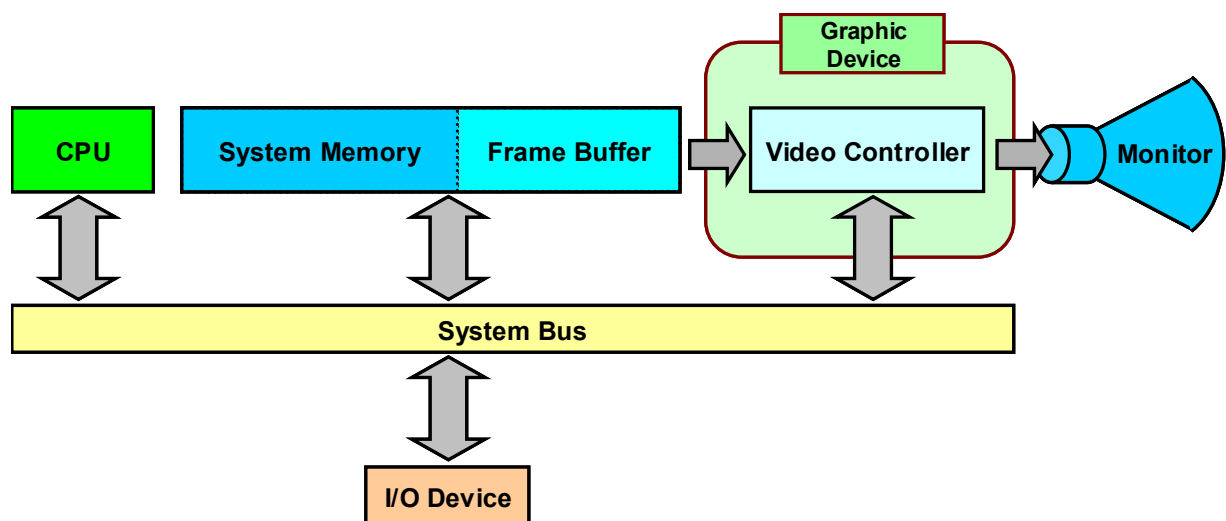 Graphic
Device
CPU
System Memory
Frame Buffer
Video Controller
Monitor
System Bus
I/O Device